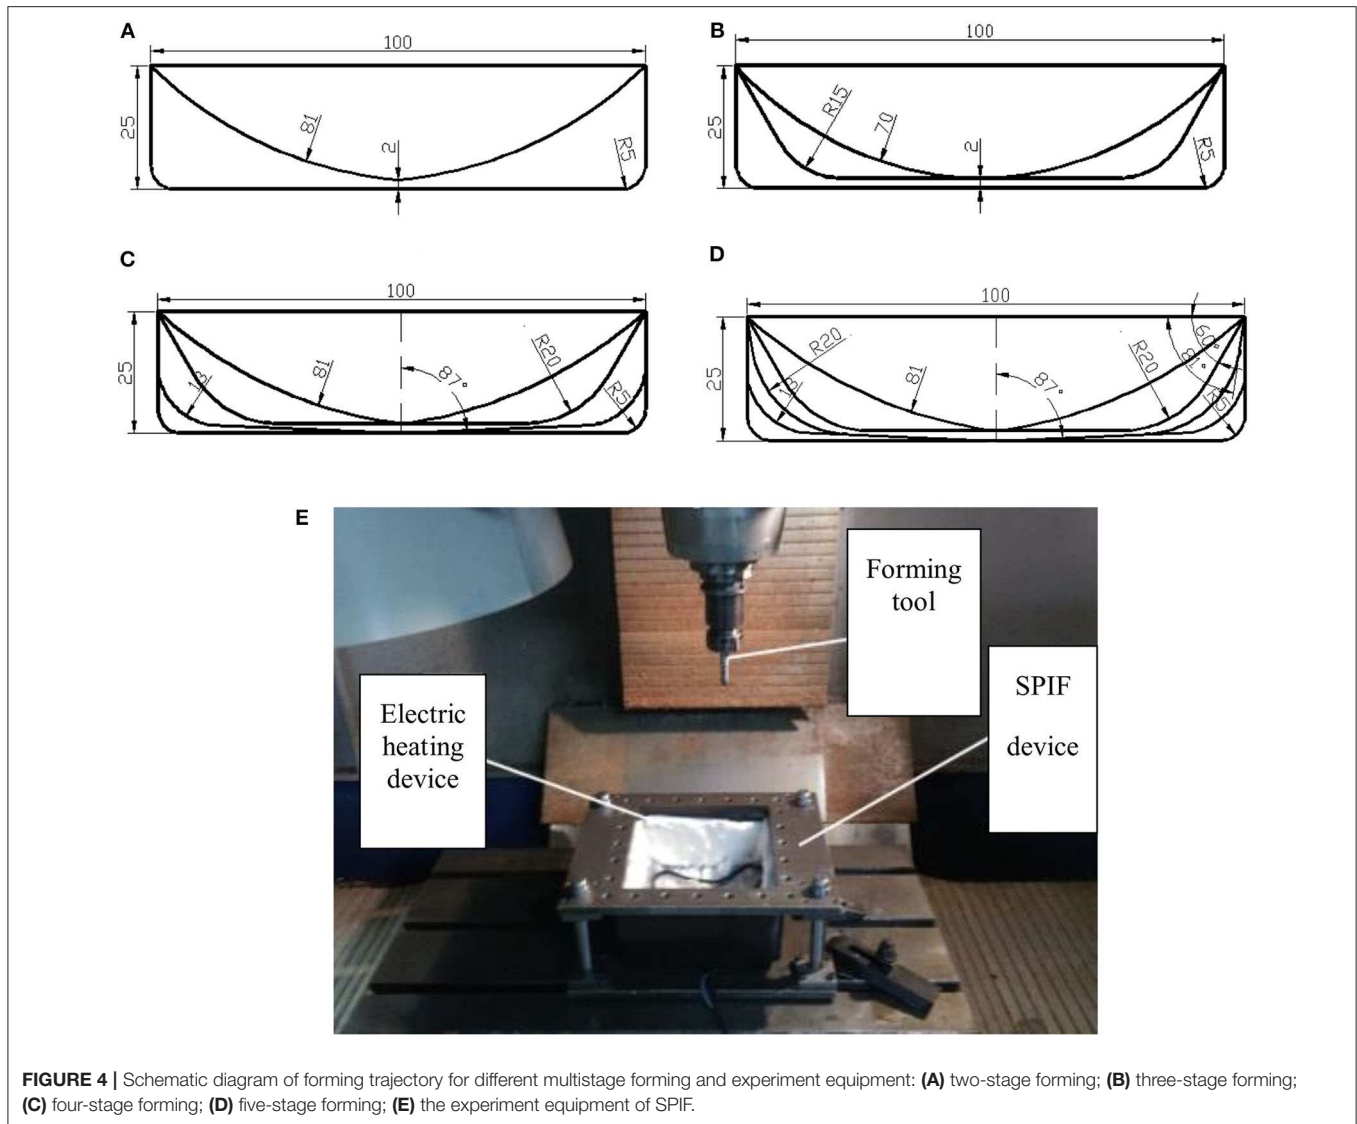 A
100
25
81
2
R5
B
100
25
R15
70
2
R5
C
100
25
13
81
87°
R20
R5
D
100
25
R20
13
81
87°
R20
60°
81°
R5
E
Forming
tool
Electric
heating
device
SPIF
device
FIGURE 4 | Schematic diagram of forming trajectory for different multistage forming and experiment equipment: (A) two-stage forming; (B) three-stage forming;
(C) four-stage forming; (D) five-stage forming; (E) the experiment equipment of SPIF.